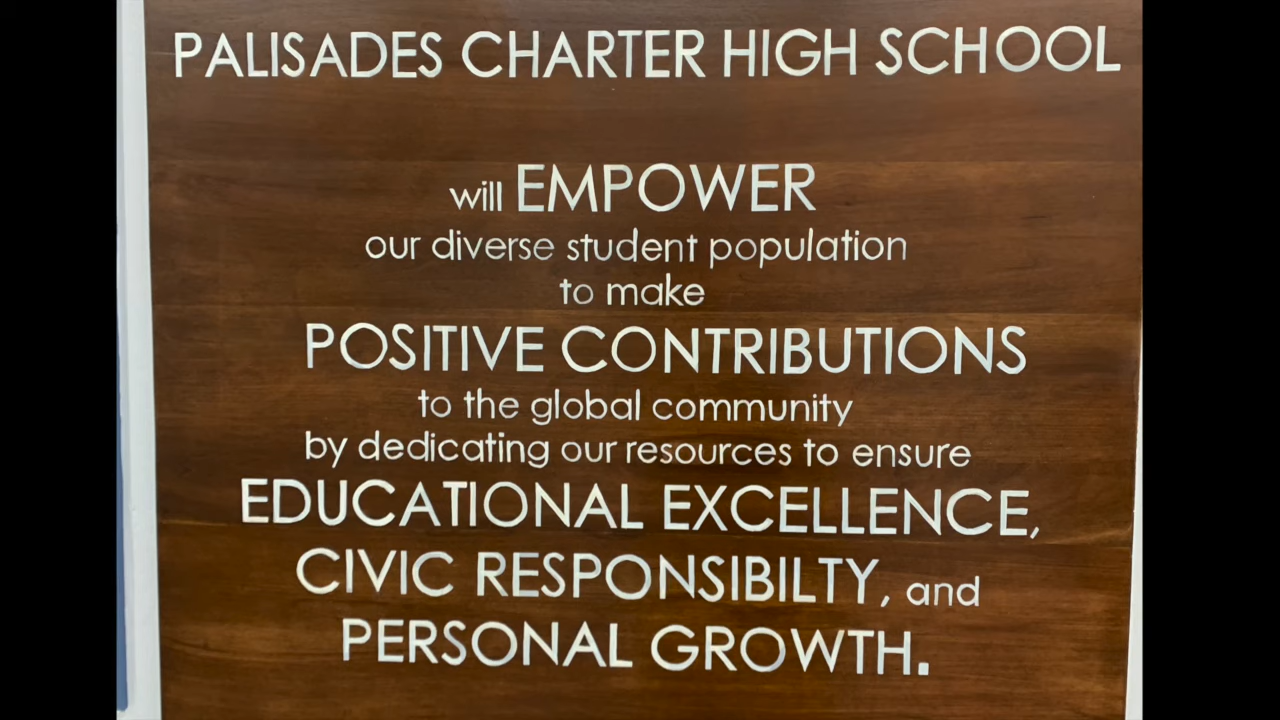 PALISADES CHARTER HIGH SCHOOL
will EMPOWER
our diverse student population
to make
POSITIVE CONTRIBUTIONS
to the global community
by dedicating our resources to ensure
EDUCATIONAL EXCELLENCE,
CIVIC RESPONSIBILTY, and
PERSONAL GROWTH.